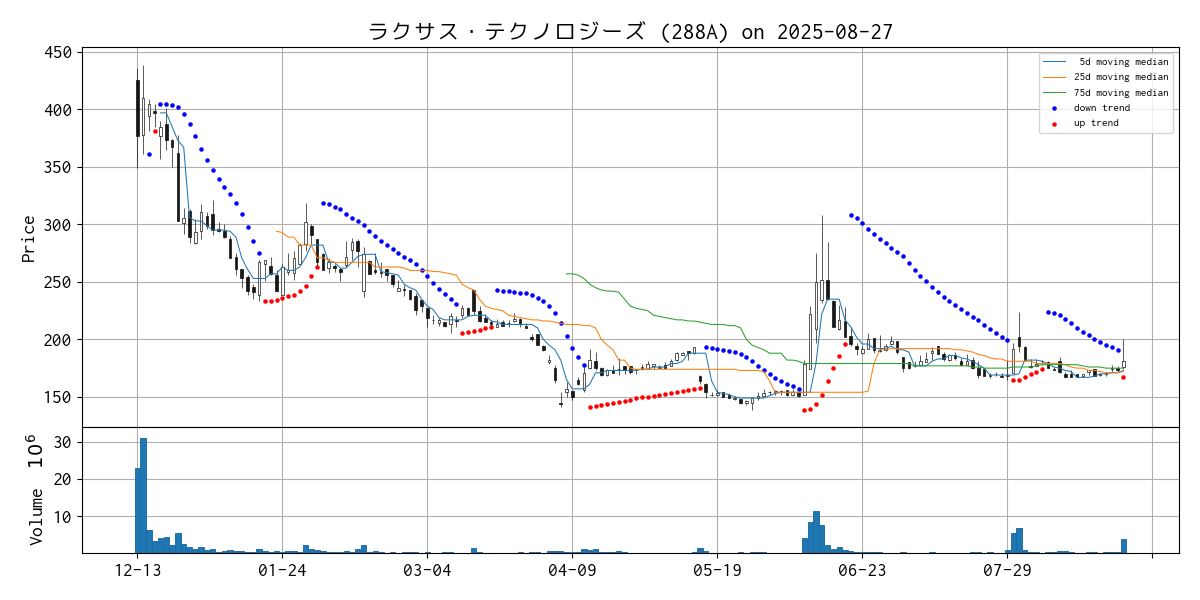 ラクサス・テクノロジーズ (288A) on 2025-08-27
5d moving median
25d moving median
75d moving median
down trend
up trend
Price
450
400
350
300
250
200
150
Volume 10^6
30
20
10
12-13 01-24 03-04 04-09 05-19 06-23 07-29